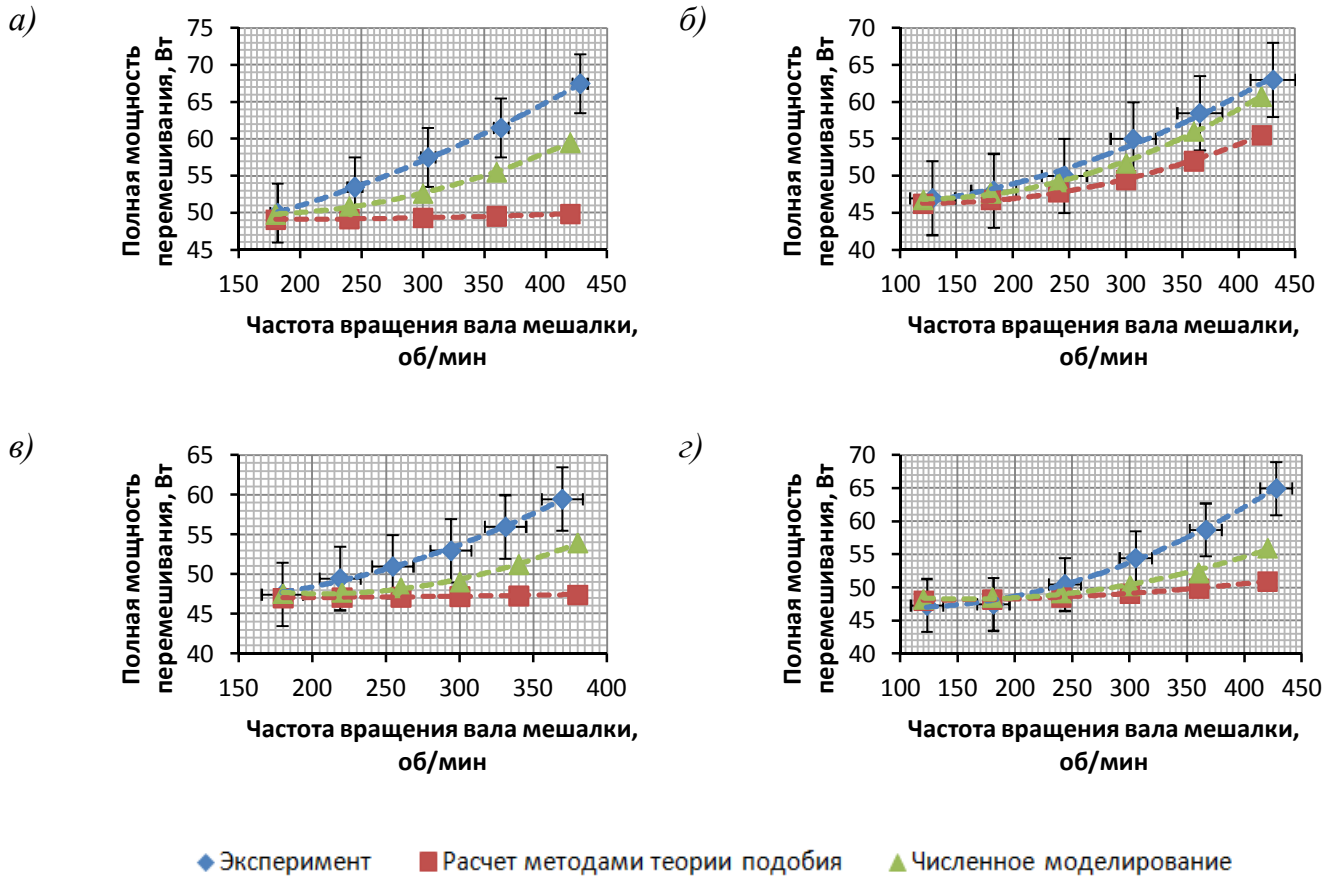 а)
Полная мощность
перемешивания, Вт
75
70
65
60
55
50
45
150 200 250 300 350 400 450
Частота вращения вала мешалки,
об/мин
б)
Полная мощность
перемешивания, Вт
70
65
60
55
50
45
40
100 150 200 250 300 350 400 450
Частота вращения вала мешалки,
об/мин
в)
Полная мощность
перемешивания, Вт
65
60
55
50
45
40
150 200 250 300 350 400
Частота вращения вала мешалки,
об/мин
г)
Полная мощность
перемешивания, Вт
70
65
60
55
50
45
40
100 150 200 250 300 350 400 450
Частота вращения вала мешалки,
об/мин
Эксперимент
Расчет методами теории подобия
Численное моделирование